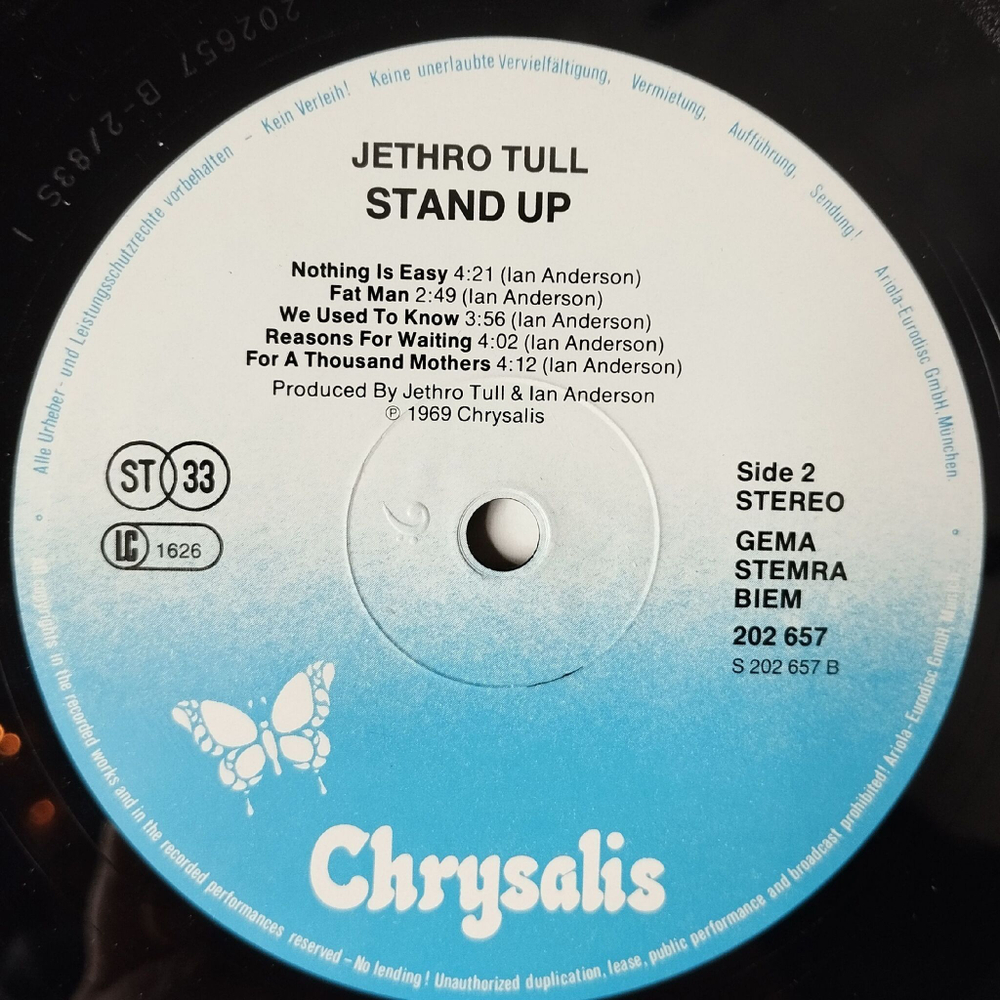 202657 B-2/83S
Alle Urheber- und Leistungsschutzrechte vorbehalten - Kein Verleih! Keine unerlaubte Vervielfältigung, Vermietung, Aufführung, Sendung! Ariola-Eurodisc GmbH, München.
JETHRO TULL
STAND UP
Nothing Is Easy 4:21 (Ian Anderson)
Fat Man 2:49 (Ian Anderson)
We Used To Know 3:56 (Ian Anderson)
Reasons For Waiting 4:02 (Ian Anderson)
For A Thousand Mothers 4:12 (Ian Anderson)
Produced By Jethro Tull & Ian Anderson
℗ 1969 Chrysalis
ST 33
LC 1626
Side 2
STEREO
GEMA
STEMRA
BIEM
202 657
S 202 657 B
Chrysalis
All copyrights in the recorded works and in the recorded performances reserved - No lending! Unauthorized duplication, lease, public performance and broadcast prohibited! Ariola-Eurodisc GmbH,